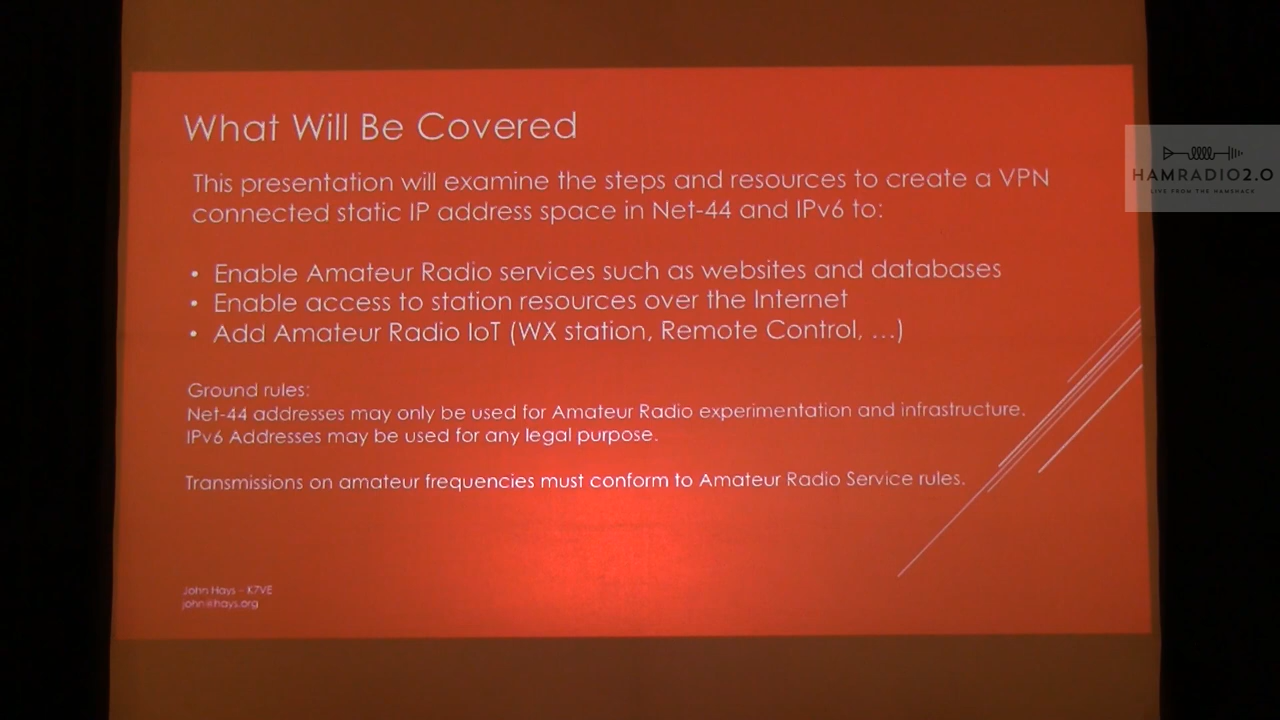 What Will Be Covered
This presentation will examine the steps and resources to create a VPN
connected static IP address space in Net-44 and IPv6 to:
• Enable Amateur Radio services such as websites and databases
• Enable access to station resources over the Internet
• Add Amateur Radio IoT (WX station, Remote Control, …)
Ground rules:
Net-44 addresses may only be used for Amateur Radio experimentation and infrastructure.
IPv6 Addresses may be used for any legal purpose.
Transmissions on amateur frequencies must conform to Amateur Radio Service rules.
John Hays – K7VE
john@hays.org
HAMRADIO2.0
LIVE FROM THE HAMSHACK